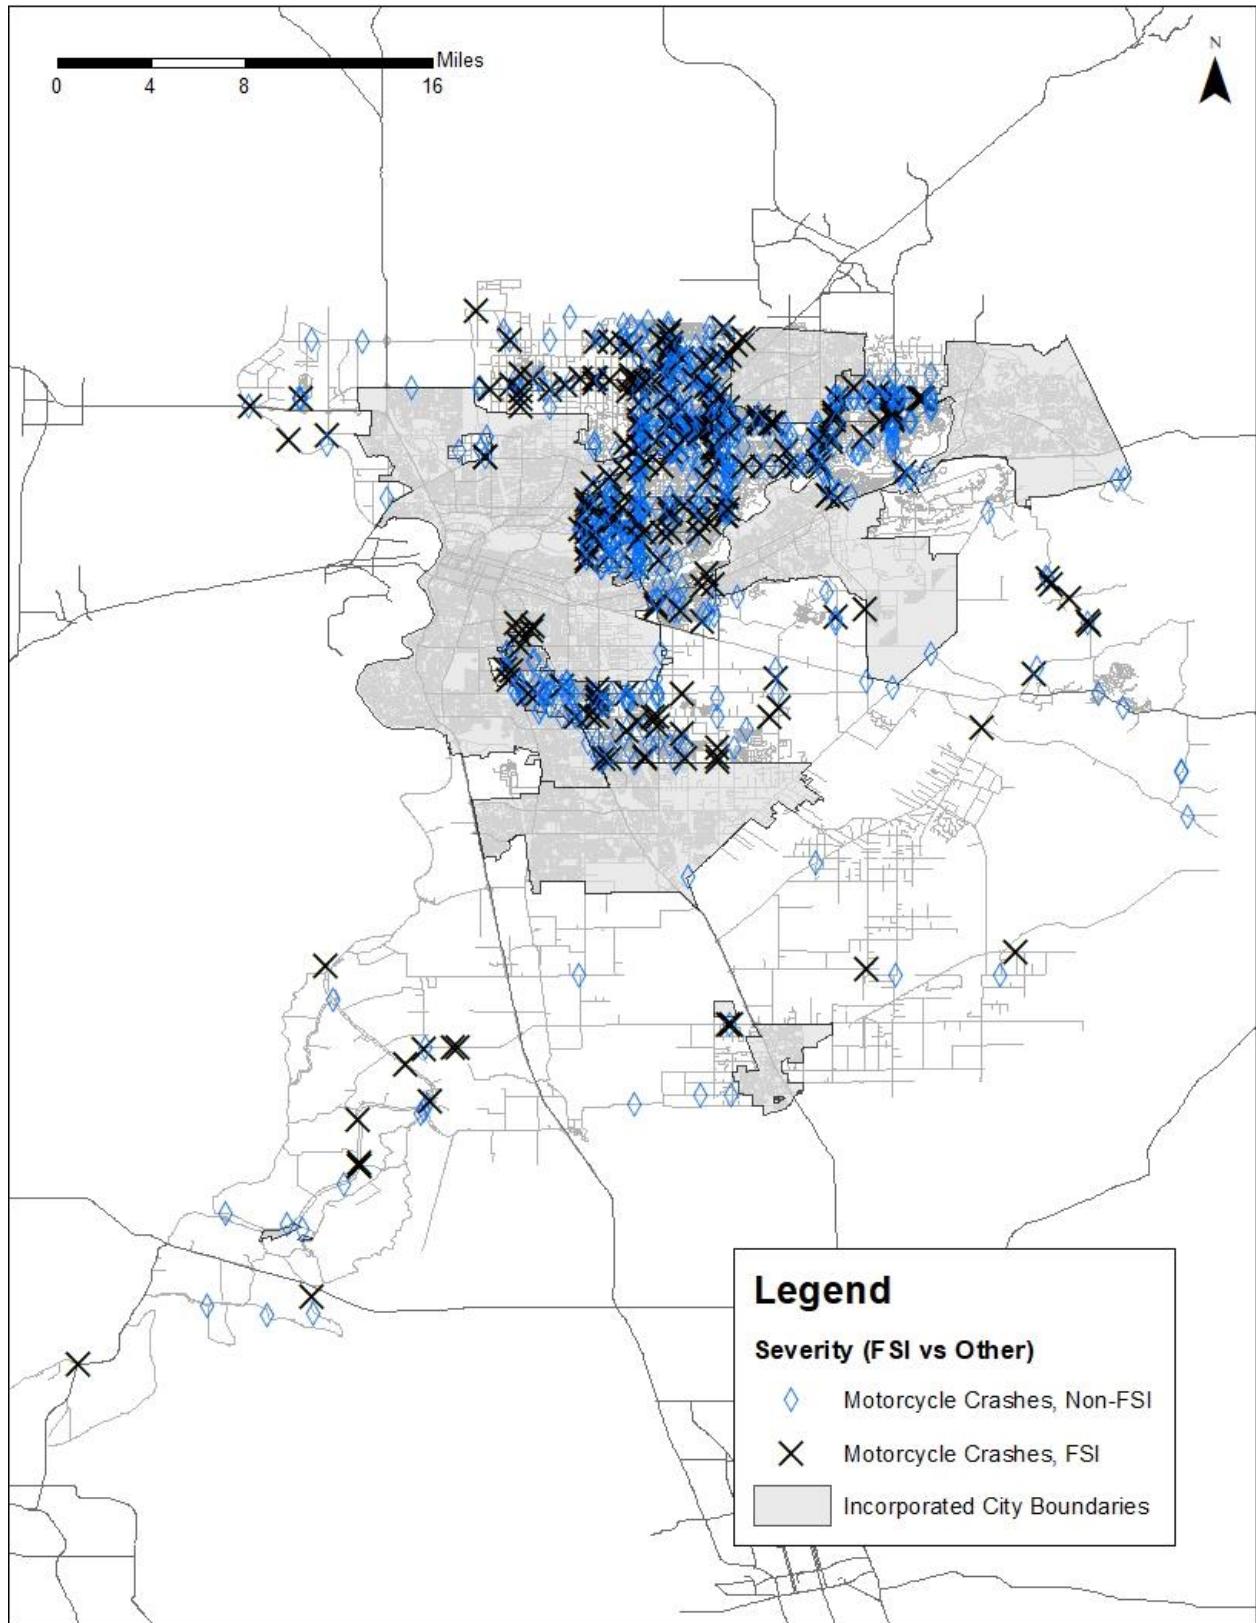 Miles
0 4 8 16
N
Legend
Severity (FSI vs Other)
Motorcycle Crashes, Non-FSI
Motorcycle Crashes, FSI
Incorporated City Boundaries